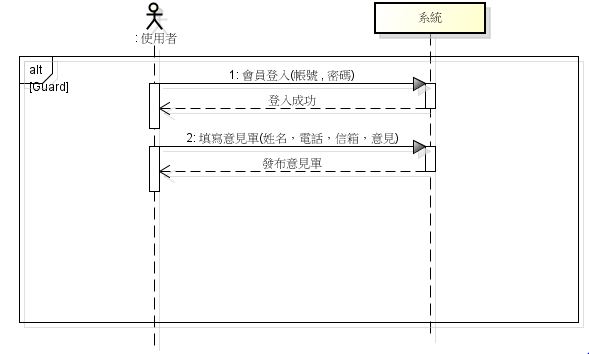 : 使用者
系統
alt
[Guard]
1: 會員登入(帳號 , 密碼)
登入成功
2: 填寫意見單(姓名，電話，信箱，意見)
發布意見單